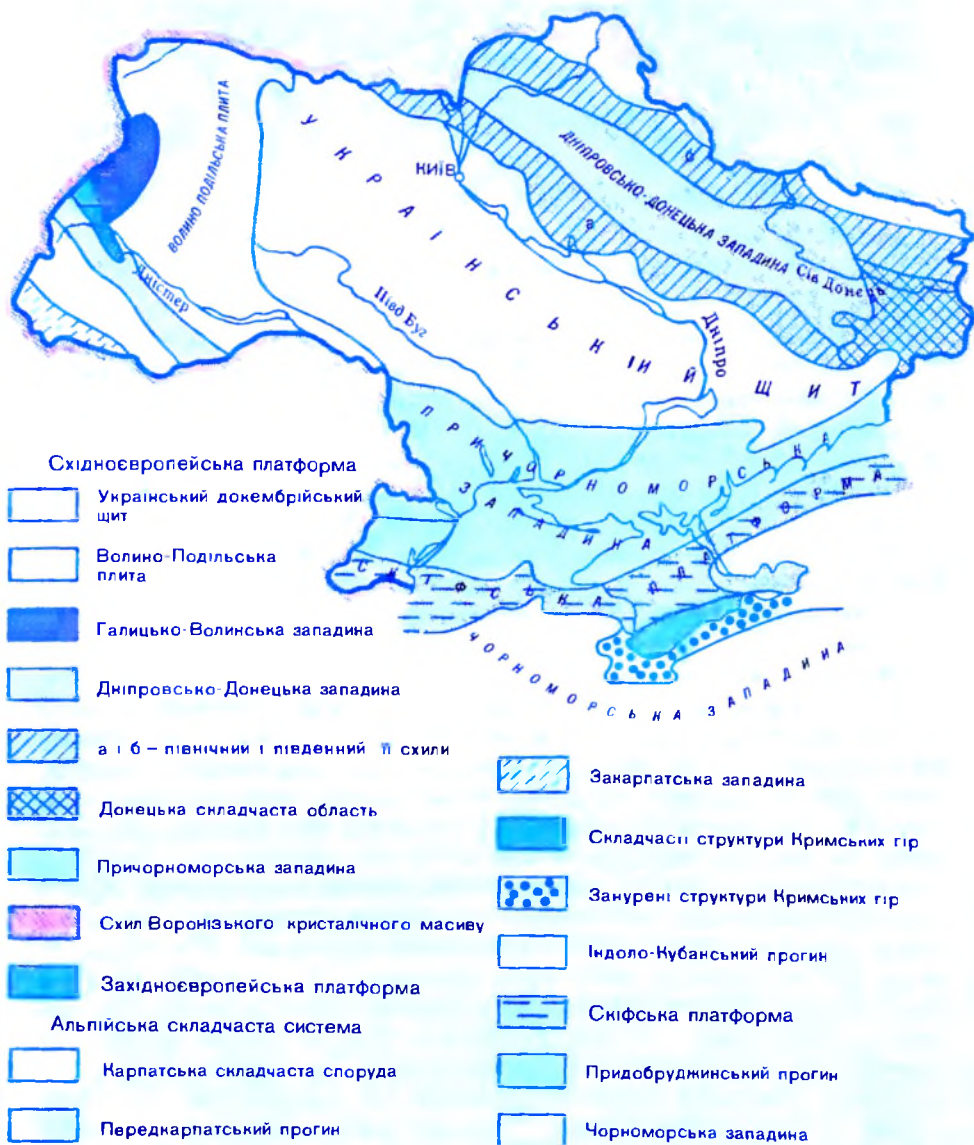 ВОЛИНО ПОДІЛЬСЬКА ПЛИТА
УКРАЇНСЬКІИЙ ЩИТ
КИЇВ
ДНІПРОВСЬКО-ДОНЕЦЬКА ЗАПАДИНА
Сів Донець
Дністер
Півд Буг
Дніпро
ПРИЧОРНОМОРСЬКА
ЗАПАДИНА
СКІФСЬКА ПЛАТФОРМА
ЧОРНОМОРСЬКА ЗАПАДИНА
Східноєвропейська платформа
Український докембрійський
щит
Волино-Подільська
плита
Галицько-Волинська западина
Дніпровсько-Донецька западина
а і б – північний і південний її схили
Донецька складчаста область
Причорноморська западина
Схил Воронізького кристалічного масиву
Західноєвропейська платформа
Альпійська складчаста система
Карпатська складчаста споруда
Передкарпатський прогин
Закарпатська западина
Складчасті структури Кримських гір
Занурені структури Кримських гір
Індоло-Кубанський прогин
Скіфська платформа
Придобруджинський прогин
Чорноморська западина